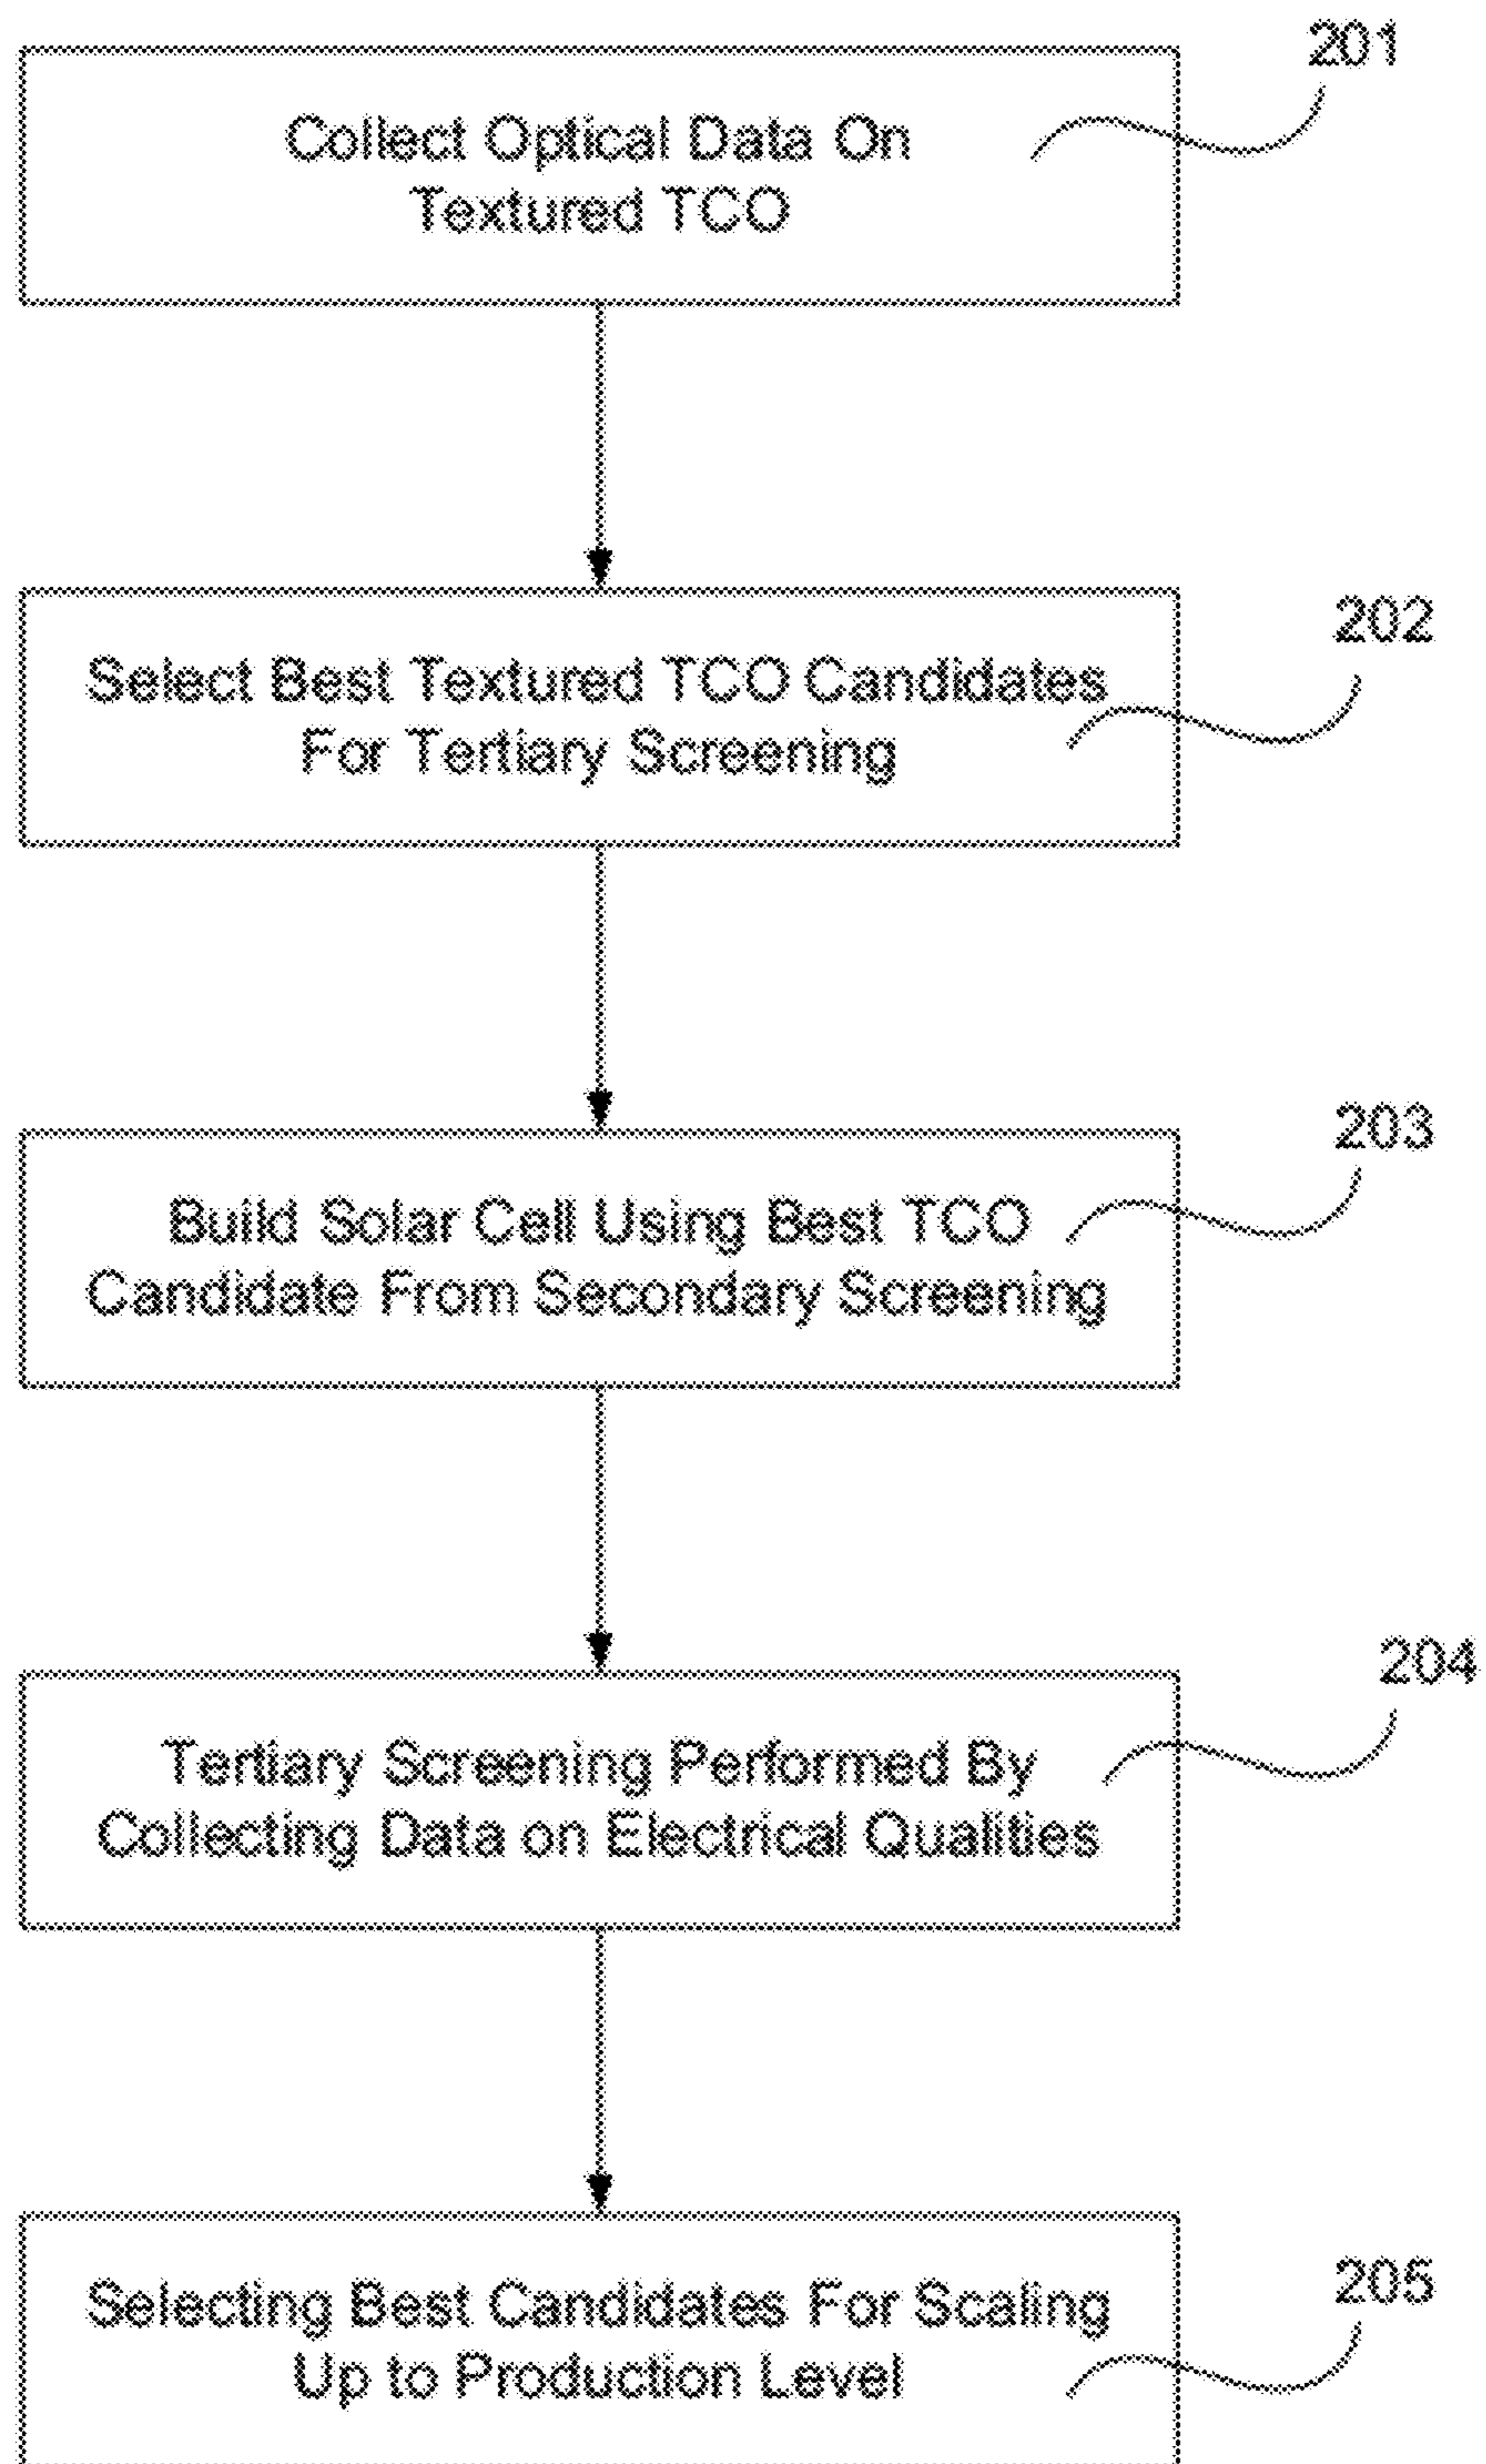 201
Collect Optical Data On
Textured TCO
202
Select Best Textured TCO Candidates
For Tertiary Screening
203
Build Solar Cell Using Best TCO
Candidate From Secondary Screening
204
Tertiary Screening Performed By
Collecting Data on Electrical Qualities
205
Selecting Best Candidates For Scaling
Up to Production Level